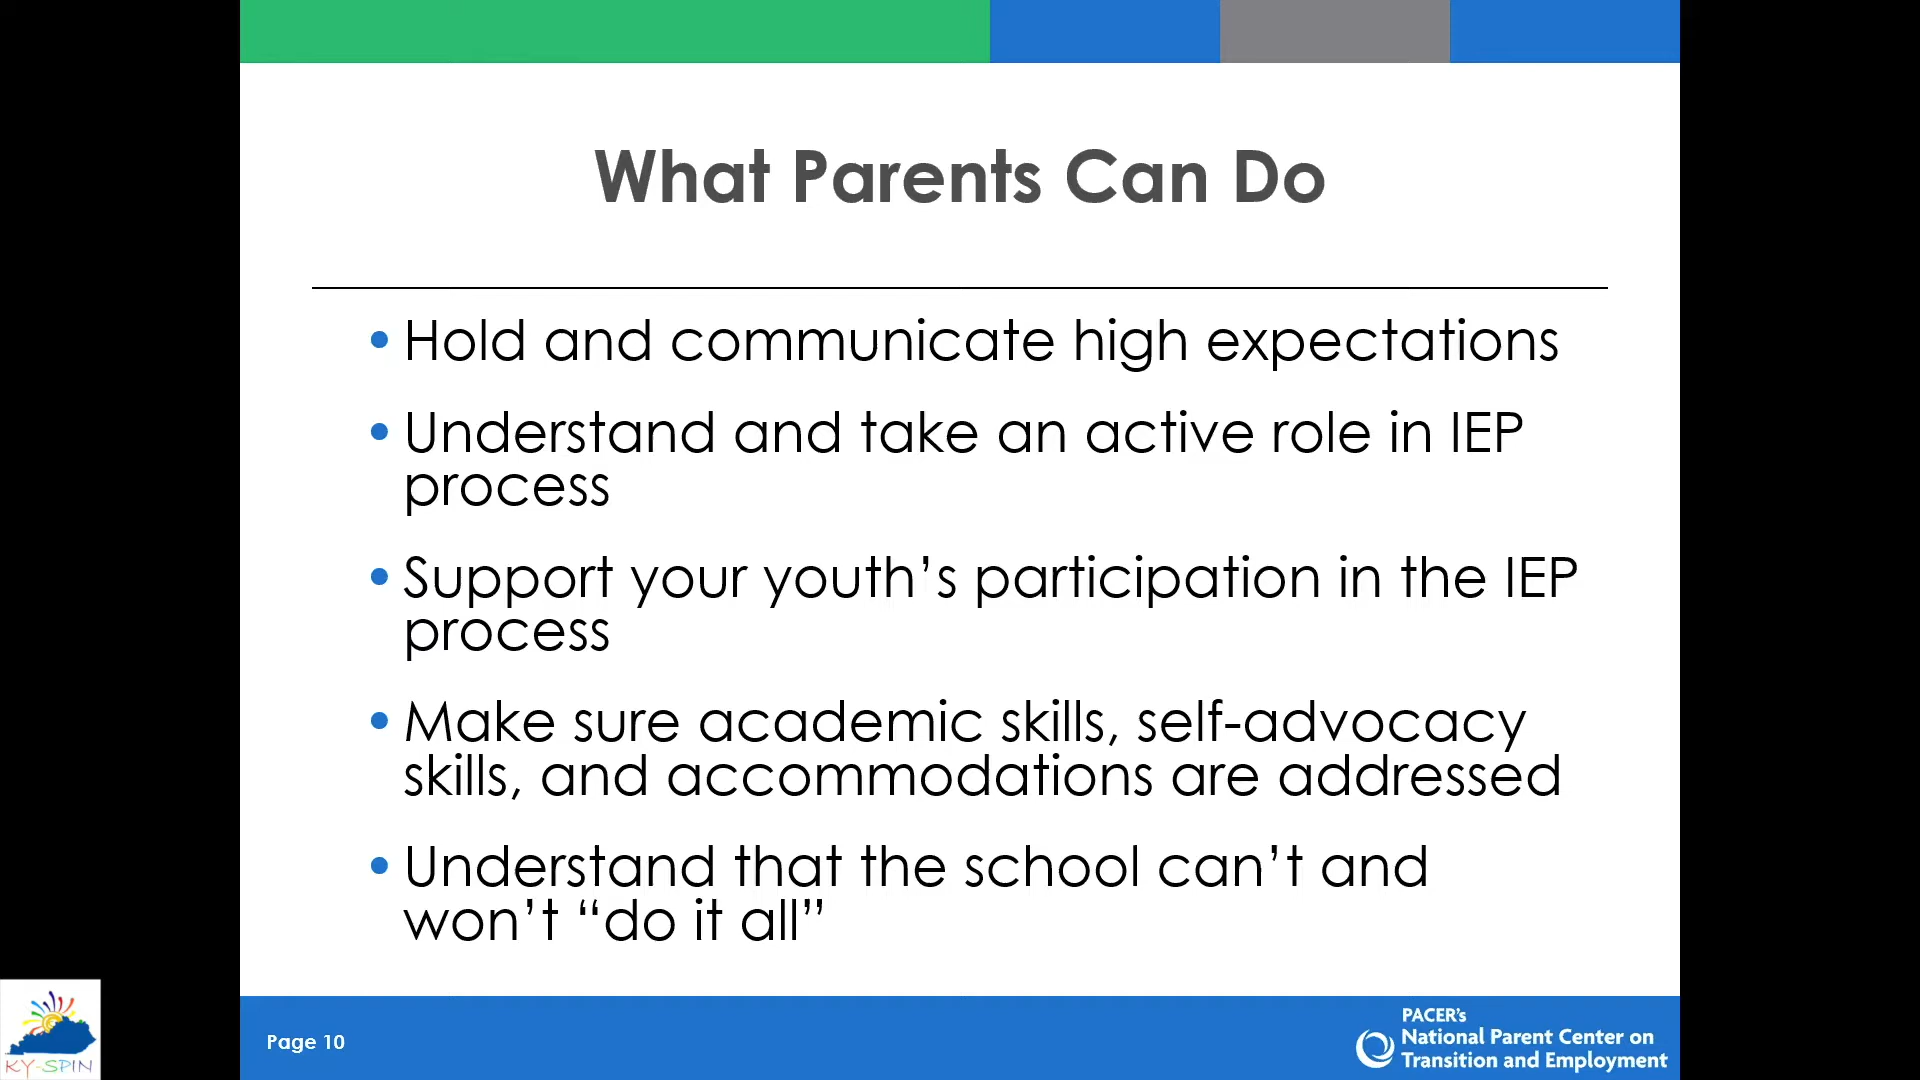 What Parents Can Do
• Hold and communicate high expectations
• Understand and take an active role in IEP
process
• Support your youth’s participation in the IEP
process
• Make sure academic skills, self-advocacy
skills, and accommodations are addressed
• Understand that the school can’t and
won’t “do it all”
KY-SPIN
Page 10
PACER’s
National Parent Center on
Transition and Employment